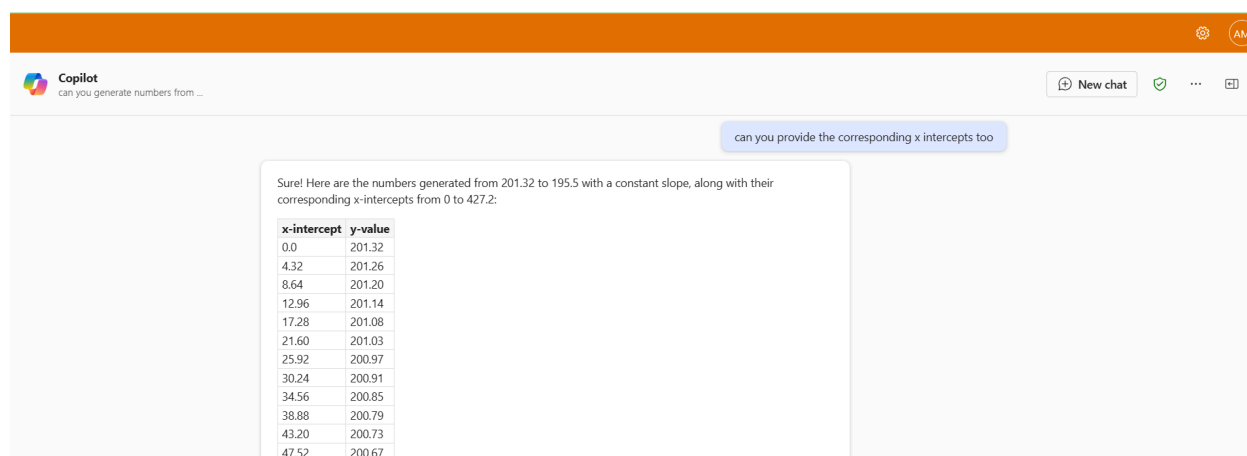 AM
Copilot
can you generate numbers from ...
New chat
can you provide the corresponding x intercepts too
Sure! Here are the numbers generated from 201.32 to 195.5 with a constant slope, along with their
corresponding x-intercepts from 0 to 427.2:
x-intercept y-value
0.0 201.32
4.32 201.26
8.64 201.20
12.96 201.14
17.28 201.08
21.60 201.03
25.92 200.97
30.24 200.91
34.56 200.85
38.88 200.79
43.20 200.73
47.52 200.67